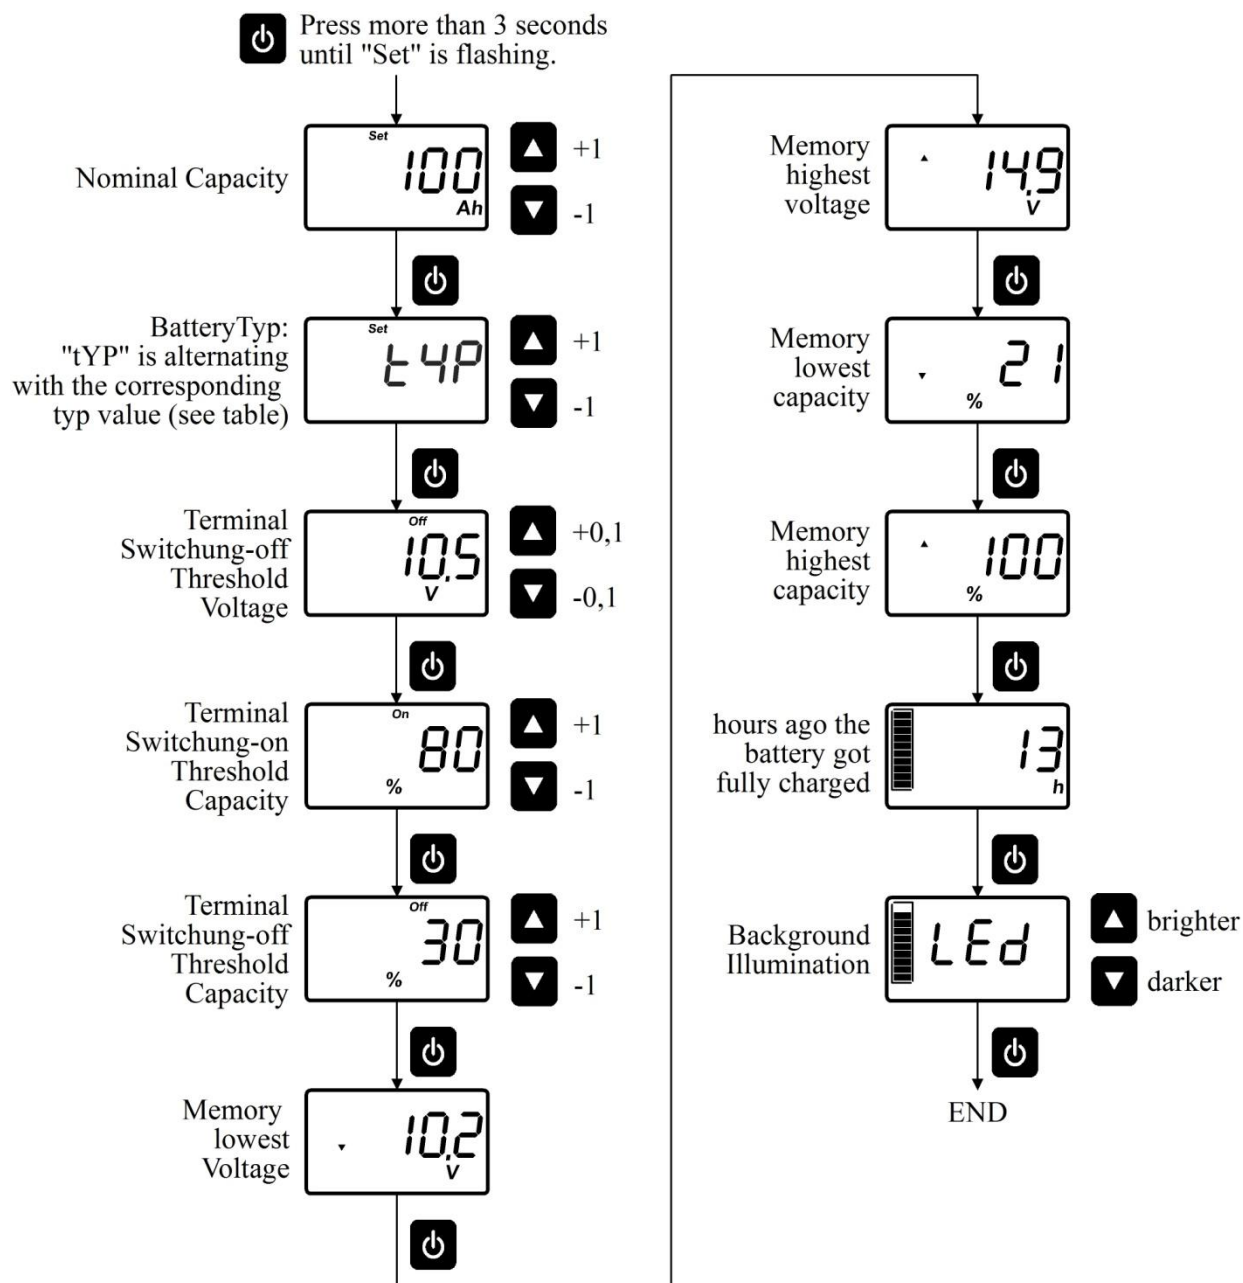 Press more than 3 seconds
until "Set" is flashing.
Nominal Capacity
Set
100
Ah
+1
-1
BatteryTyp:
"tYP" is alternating
with the corresponding
typ value (see table)
Set
tYP
+1
-1
Terminal
Switchung-off
Threshold
Voltage
Off
10.5
V
+0,1
-0,1
Terminal
Switchung-on
Threshold
Capacity
On
80
%
+1
-1
Terminal
Switchung-off
Threshold
Capacity
Off
30
%
+1
-1
Memory
lowest
Voltage
10.2
V
Memory
highest
voltage
14.9
V
Memory
lowest
capacity
21
%
Memory
highest
capacity
100
%
hours ago the
battery got
fully charged
13
h
Background
Illumination
LEd
brighter
darker
END